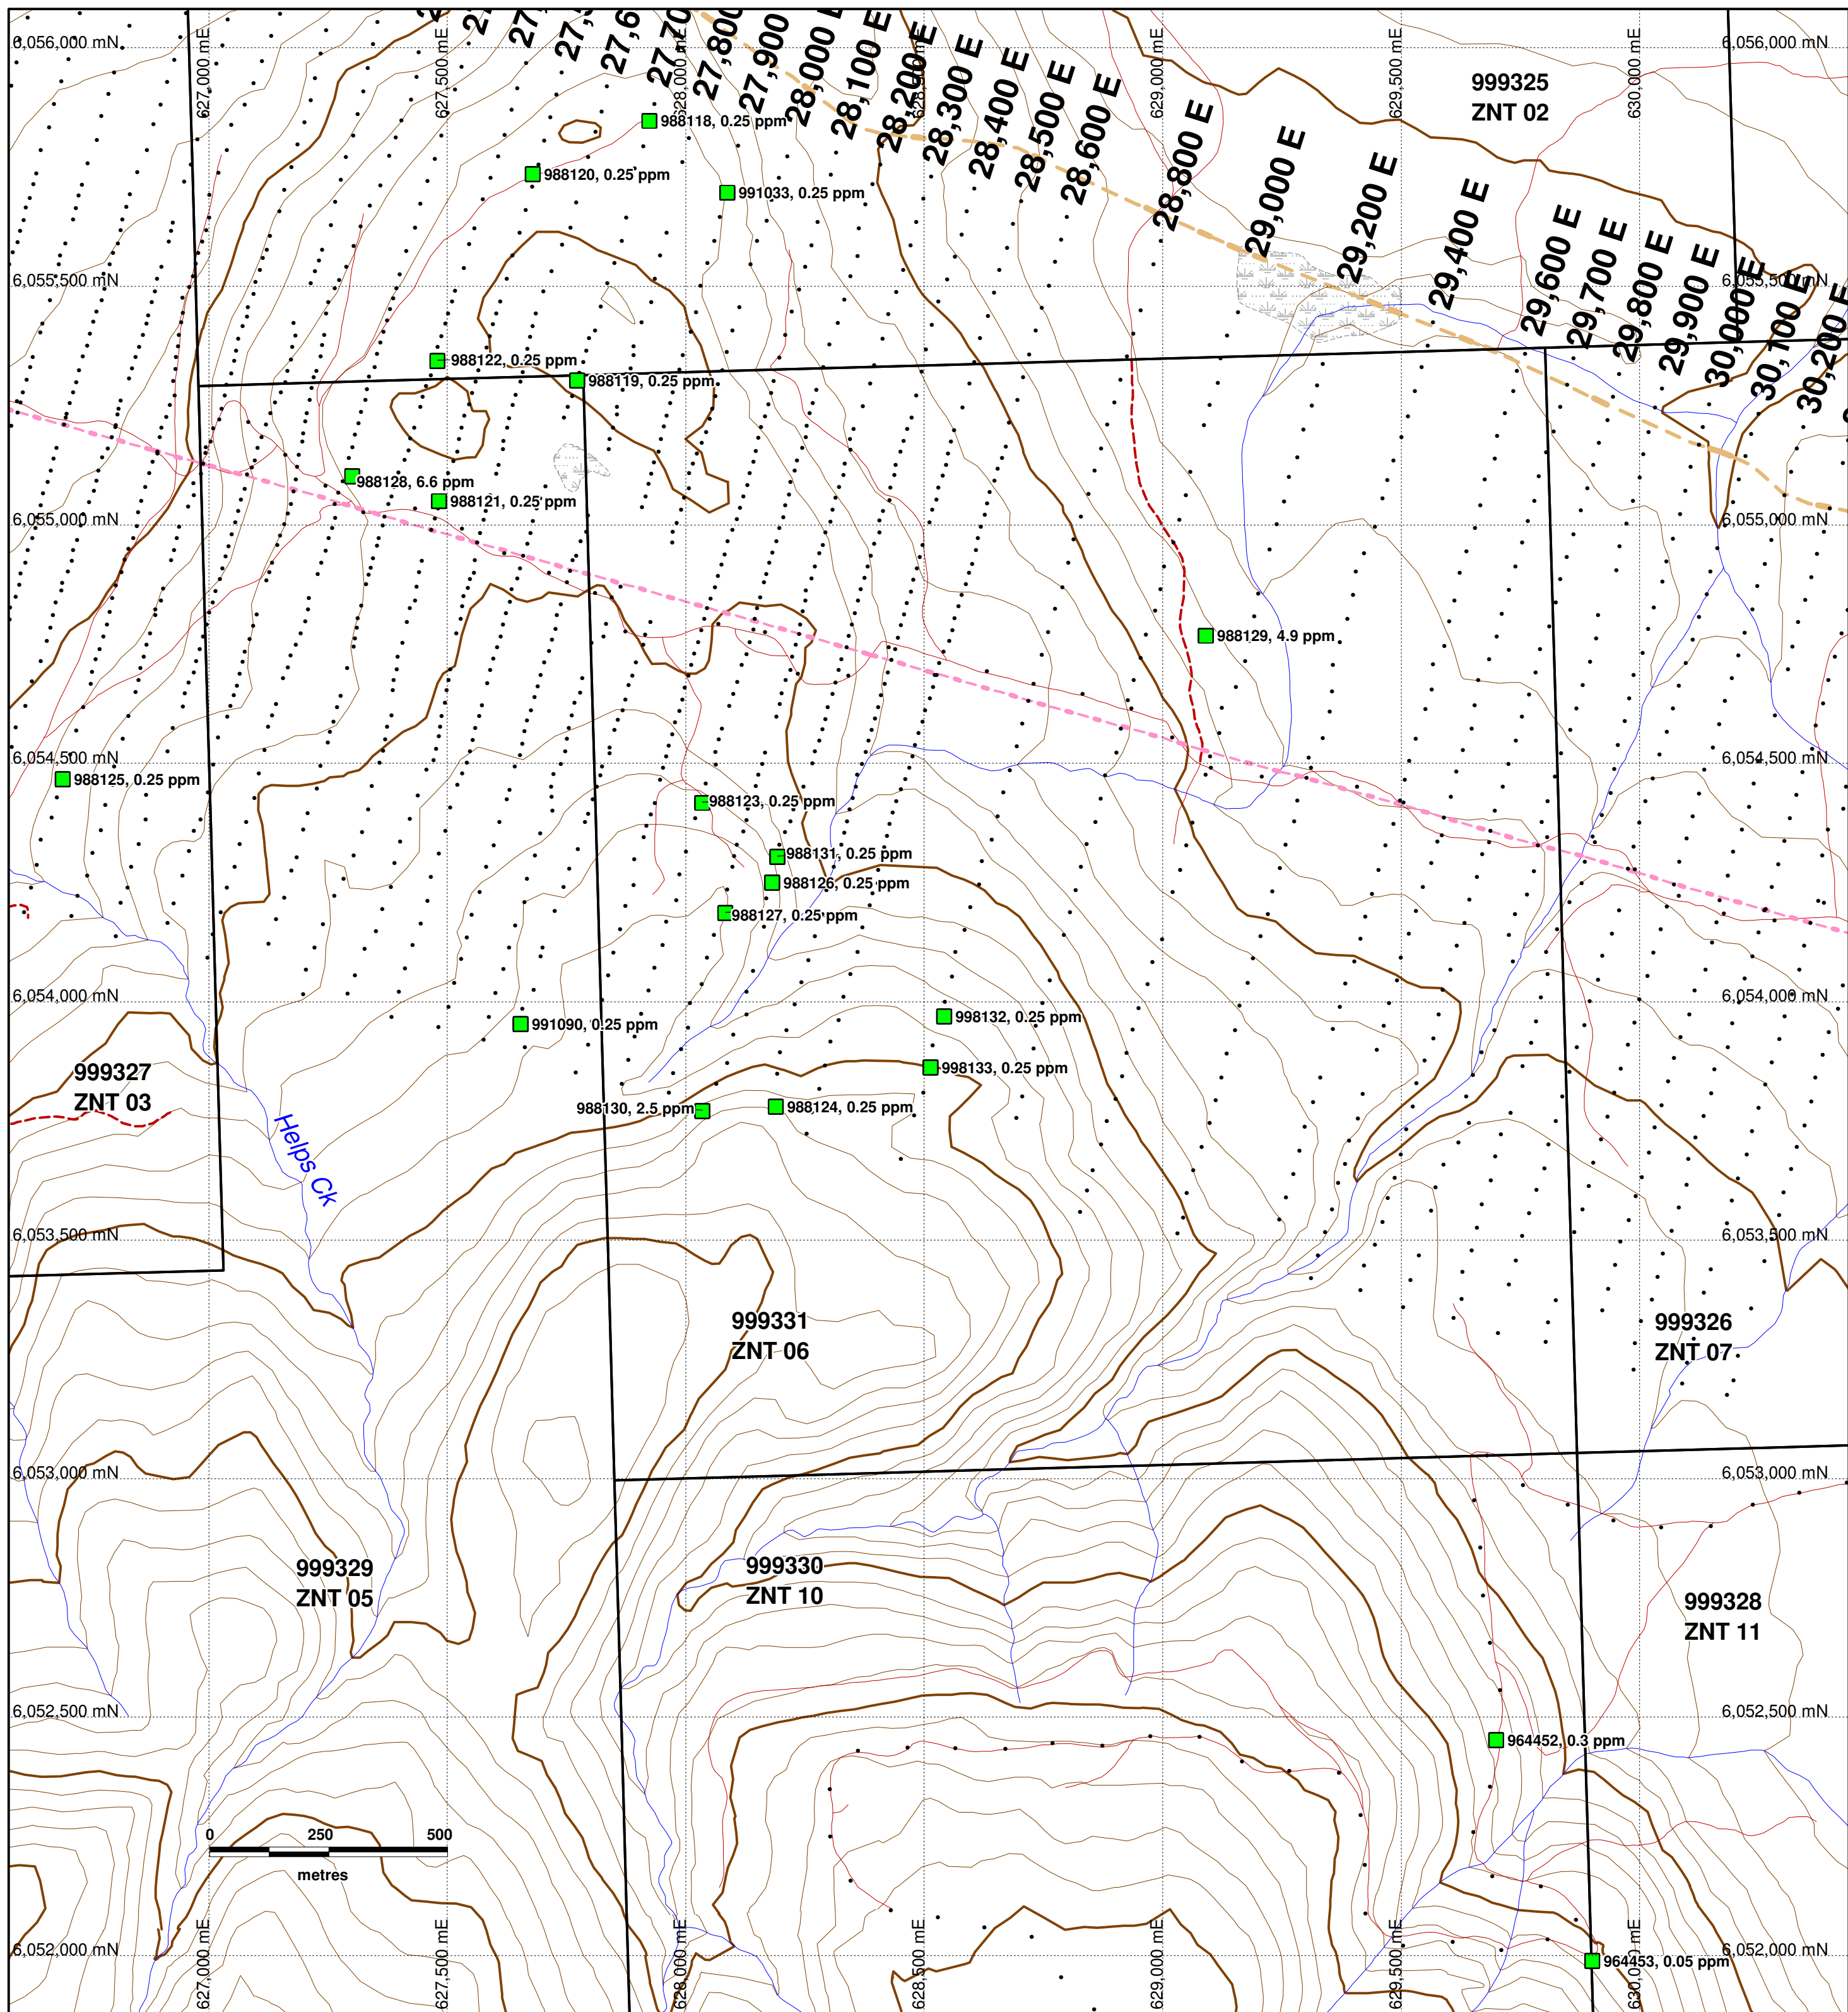 6,056,000 mN
627,000 mE
627,500 mE
628,000 mE
629,000 mE
629,500 mE
630,000 mE
6,056,000 mN
27,800
27,900
28,000 E
28,100 E
28,200 E
28,300 E
28,400 E
28,500 E
28,600 E
28,800 E
29,000 E
29,200 E
29,400 E
29,600 E
29,700 E
29,800 E
29,900 E
30,000 E
30,100 E
30,200 E
999325
ZNT 02
988118, 0.25 ppm
988120, 0.25 ppm
991033, 0.25 ppm
6,055,500 mN
6,055,500 mN
988122, 0.25 ppm
988119, 0.25 ppm
988128, 6.6 ppm
988121, 0.25 ppm
6,055,000 mN
6,055,000 mN
988129, 4.9 ppm
6,054,500 mN
6,054,500 mN
988125, 0.25 ppm
988123, 0.25 ppm
988131, 0.25 ppm
988126, 0.25 ppm
988127, 0.25 ppm
6,054,000 mN
6,054,000 mN
991090, 0.25 ppm
998132, 0.25 ppm
998133, 0.25 ppm
999327
ZNT 03
988130, 2.5 ppm
988124, 0.25 ppm
Helps Ck
6,053,500 mN
6,053,500 mN
999331
ZNT 06
999326
ZNT 07
6,053,000 mN
6,053,000 mN
999329
ZNT 05
999330
ZNT 10
999328
ZNT 11
6,052,500 mN
6,052,500 mN
964452, 0.3 ppm
0 250 500
metres
6,052,000 mN
6,052,000 mN
964453, 0.05 ppm
627,000 mE
627,500 mE
628,000 mE
628,500 mE
629,000 mE
629,500 mE
630,000 mE